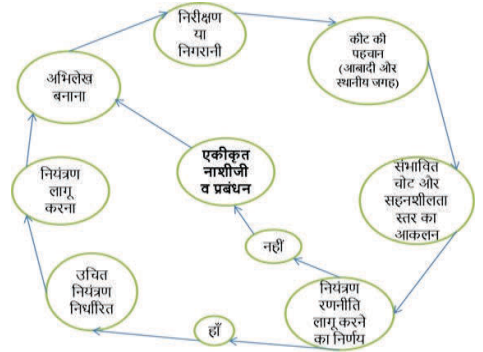 निरीक्षण
या
निगरानी
कीट की
पहचान
(आबादी और
स्थानीय जगह)
संभावित
चोट और
सहनशीलता
स्तर का
आकलन
नियंत्रण
रणनीति
लागू करने
का निर्णय
नहीं
हाँ
उचित
नियंत्रण
निर्धारित
नियंत्रण
लागू
करना
अभिलेख
बनाना
एकीकृत
नाशीजी
व प्रबंधन